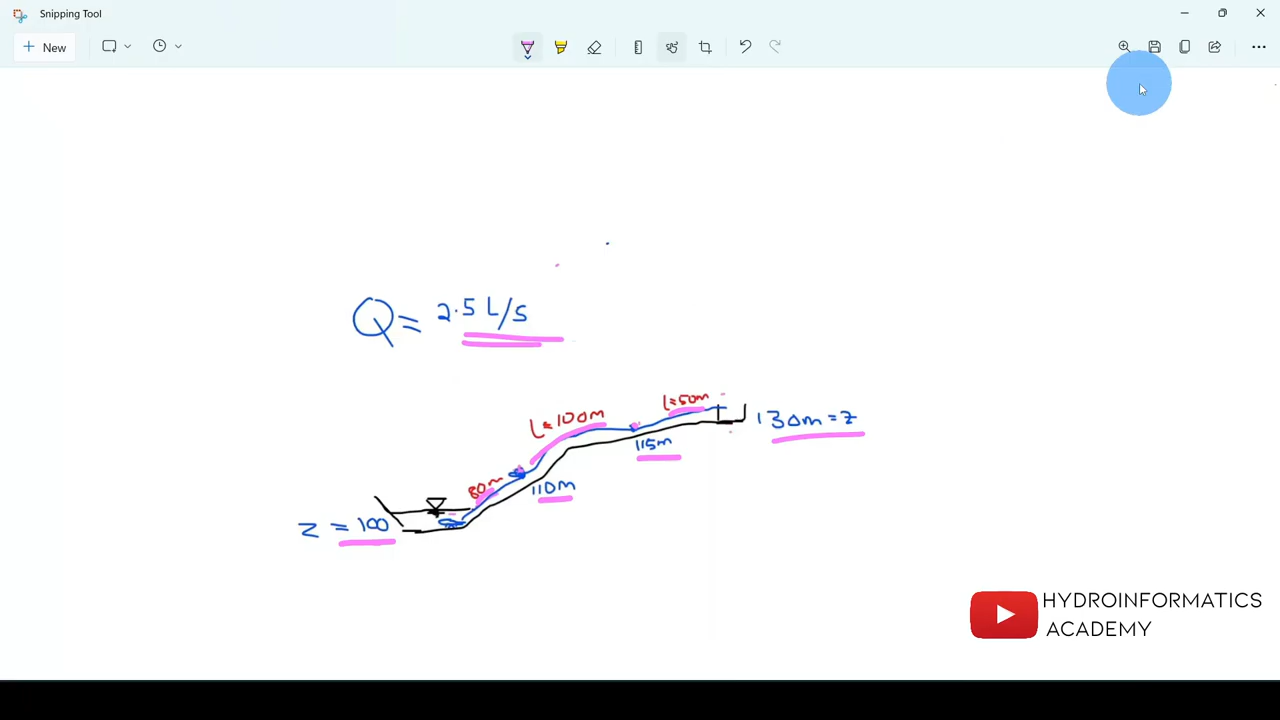 Snipping Tool
New
Q = 2.5 L/S
L = 100m
L = 50m
130m = Z
115m
80m
110m
Z = 100
HYDROINFORMATICS
ACADEMY